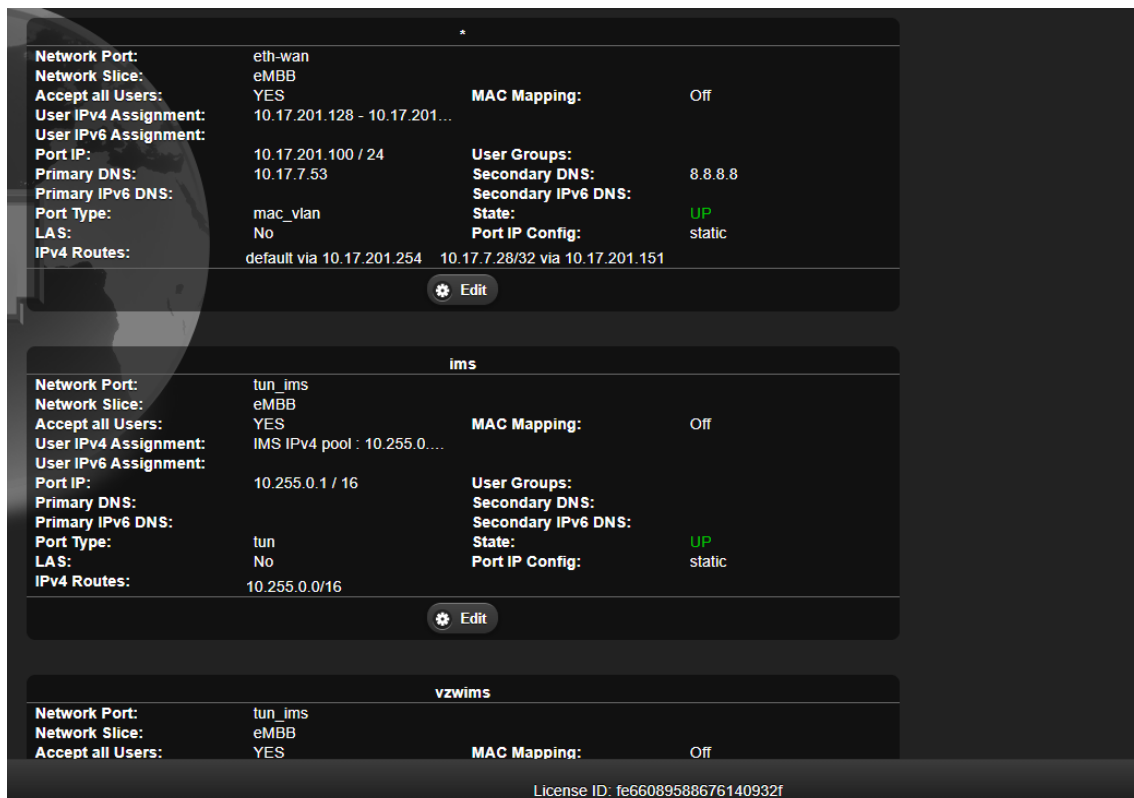 *
Network Port: eth-wan
Network Slice: eMBB
Accept all Users: YES MAC Mapping: Off
User IPv4 Assignment: 10.17.201.128 - 10.17.201...
User IPv6 Assignment:
Port IP: 10.17.201.100 / 24 User Groups:
Primary DNS: 10.17.7.53 Secondary DNS: 8.8.8.8
Primary IPv6 DNS: Secondary IPv6 DNS:
Port Type: mac_vlan State: UP
LAS: No Port IP Config: static
IPv4 Routes: default via 10.17.201.254 10.17.7.28/32 via 10.17.201.151
Edit
ims
Network Port: tun_ims
Network Slice: eMBB
Accept all Users: YES MAC Mapping: Off
User IPv4 Assignment: IMS IPv4 pool : 10.255.0....
User IPv6 Assignment:
Port IP: 10.255.0.1 / 16 User Groups:
Primary DNS: Secondary DNS:
Primary IPv6 DNS: Secondary IPv6 DNS:
Port Type: tun State: UP
LAS: No Port IP Config: static
IPv4 Routes: 10.255.0.0/16
Edit
vzwims
Network Port: tun_ims
Network Slice: eMBB
Accept all Users: YES MAC Mapping: Off
License ID: fe66089588676140932f